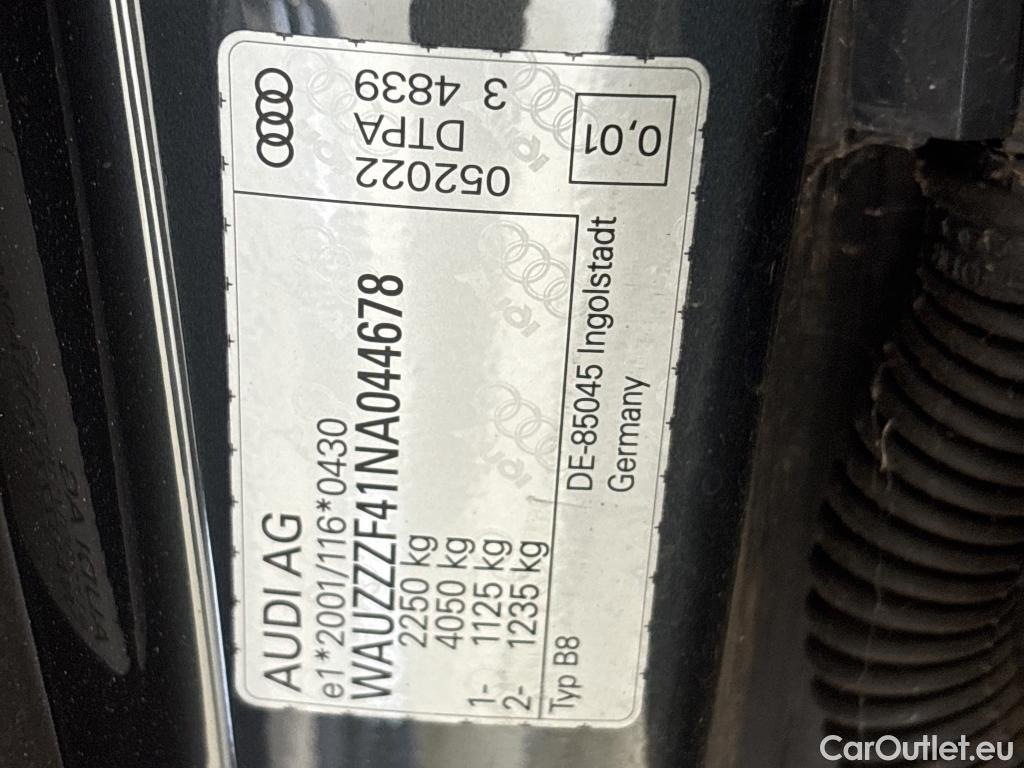 AUDI AG
e1*2001/116*0430
WAUZZZF41NA044678
2250 kg
4050 kg
1- 1125 kg
2- 1235 kg
Typ B8
DE-85045 Ingolstadt
Germany
052022
DTPA
3 4839
0,01
CarOutlet.eu